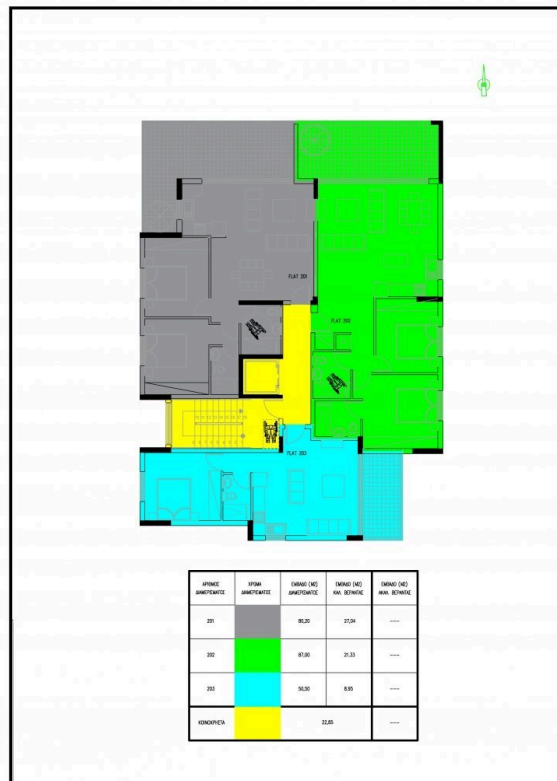 FLAT 201
FLAT 202
FLAT 203
ΑΡΙΘΜΟΣ ΔΙΑΜΕΡΙΣΜΑΤΟΣ
ΧΡΩΜΑ ΔΙΑΜΕΡΙΣΜΑΤΟΣ
ΕΜΒΑΔΟ (Μ2) ΔΙΑΜΕΡΙΣΜΑΤΟΣ
ΕΜΒΑΔΟ (Μ2) ΚΑΛ. ΒΕΡΑΝΤΑΣ
ΕΜΒΑΔΟ (Μ2) ΑΚΑΛ. ΒΕΡΑΝΤΑΣ
201 80,20 27,04 ----
202 87,00 21,33 ----
203 50,50 8,95 ----
ΚΟΙΝΟΧΡΗΣΤΑ 22,65 ----